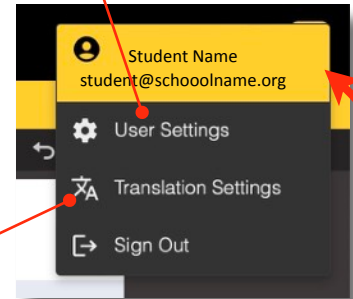 Student Name
student@schooolname.org
User Settings
Translation Settings
Sign Out